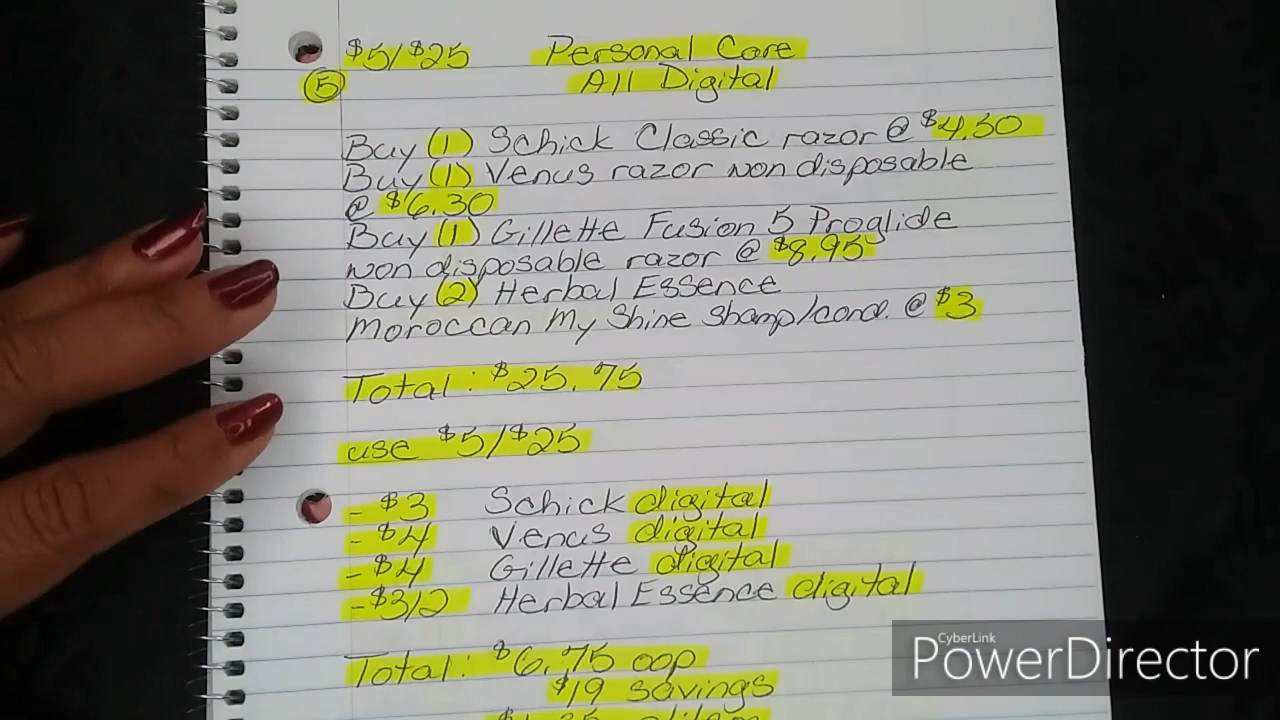 $5/$25 Personal Care
(5) All Digital
Buy (1) Schick Classic razor @ $4.50
Buy (1) Venus razor non disposable
@ $6.30
Buy (1) Gillette Fusion 5 Proglide
non disposable razor @ $8.95
Buy (2) Herbal Essence
Moroccan My Shine Shamp/cond. @ $3
Total: $25.75
use $5/$25
- $3 Schick digital
- $4 Venus digital
- $4 Gillette digital
- $3/2 Herbal Essence digital
Total: $6.75 oop
$19 savings
CyberLink
PowerDirector